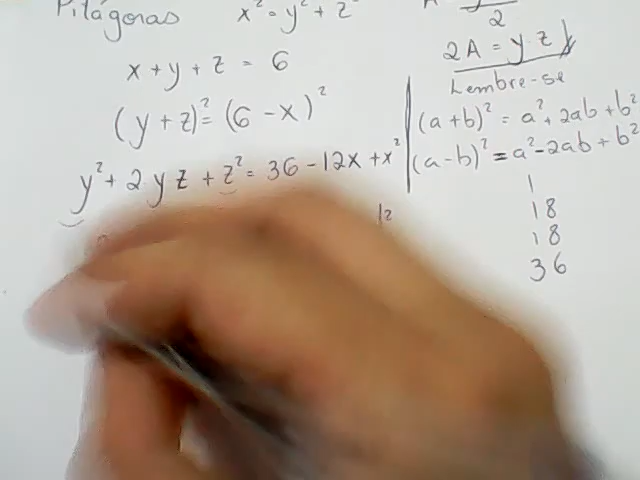 Pitágoras x² = y² + z²
2
2A = y z
x + y + z = 6
Lembre-se
(y + z)² = (6 - x)²
(a + b)² = a² + 2ab + b²
y² + 2 y z + z² = 36 - 12x + x²
(a - b)² = a² - 2ab + b²
1
18
18
36